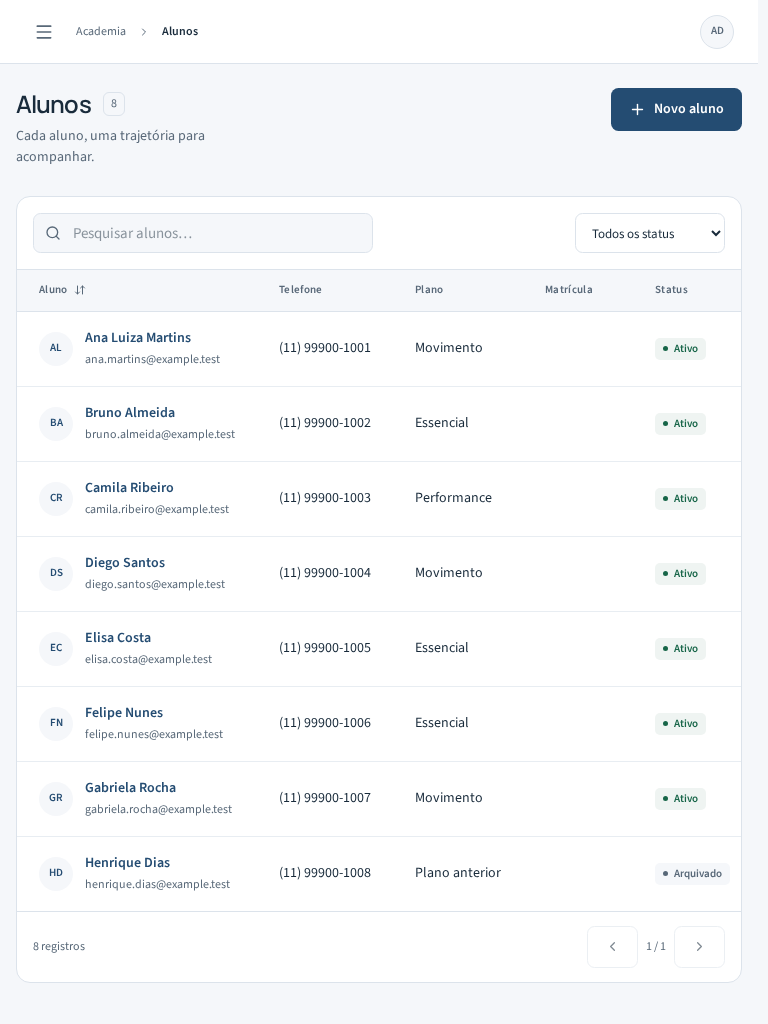 Academia > Alunos
AD
Alunos 8
Novo aluno
Cada aluno, uma trajetória para
acompanhar.
Pesquisar alunos...
Todos os status
Aluno Telefone Plano Matrícula Status
AL Ana Luiza Martins (11) 99900-1001 Movimento Ativo
ana.martins@example.test
BA Bruno Almeida (11) 99900-1002 Essencial Ativo
bruno.almeida@example.test
CR Camila Ribeiro (11) 99900-1003 Performance Ativo
camila.ribeiro@example.test
DS Diego Santos (11) 99900-1004 Movimento Ativo
diego.santos@example.test
EC Elisa Costa (11) 99900-1005 Essencial Ativo
elisa.costa@example.test
FN Felipe Nunes (11) 99900-1006 Essencial Ativo
felipe.nunes@example.test
GR Gabriela Rocha (11) 99900-1007 Movimento Ativo
gabriela.rocha@example.test
HD Henrique Dias (11) 99900-1008 Plano anterior Arquivado
henrique.dias@example.test
8 registros
1 / 1